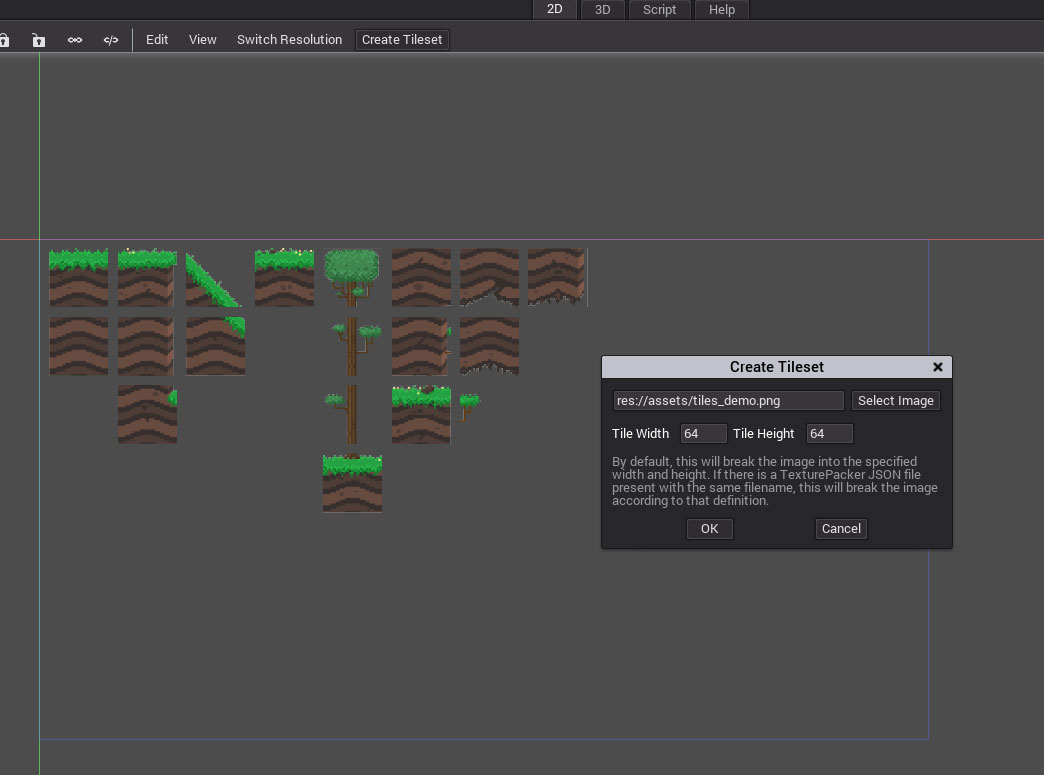 2D 3D Script Help
Edit View Switch Resolution Create Tileset
Create Tileset
res://assets/tiles_demo.png Select Image
Tile Width 64 Tile Height 64
By default, this will break the image into the specified
width and height. If there is a TexturePacker JSON file
present with the same filename, this will break the image
according to that definition.
OK Cancel